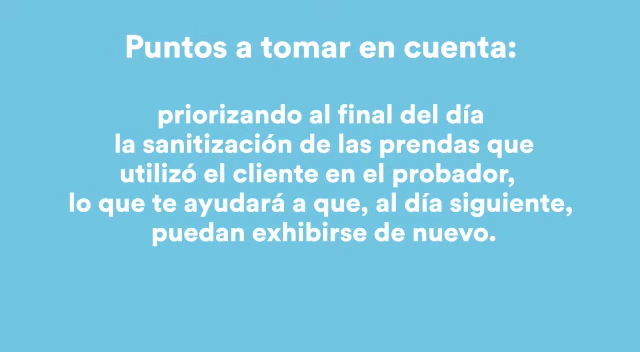 Puntos a tomar en cuenta:
priorizando al final del día
la sanitización de las prendas que
utilizó el cliente en el probador,
lo que te ayudará a que, al día siguiente,
puedan exhibirse de nuevo.